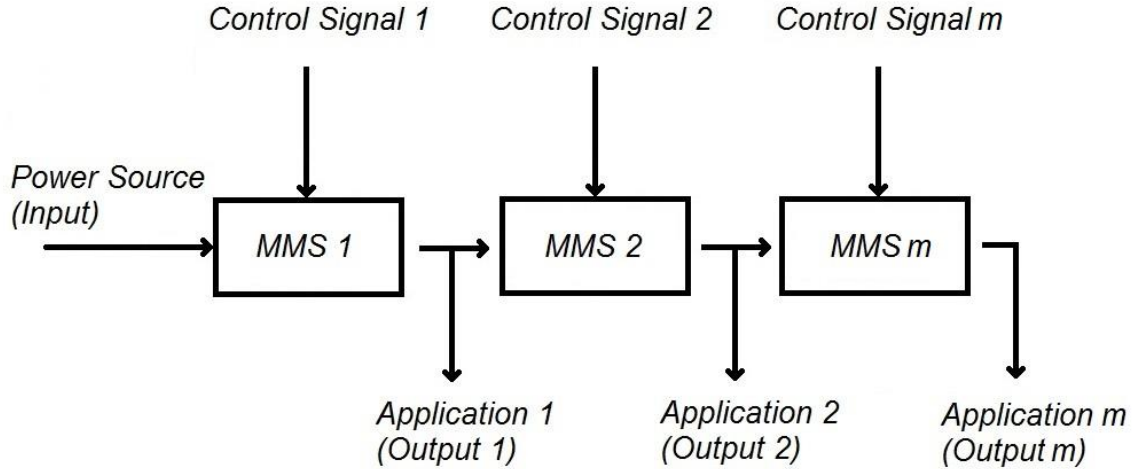 Control Signal 1
Control Signal 2
Control Signal m
Power Source
(Input)
MMS 1
MMS 2
MMS m
Application 1
(Output 1)
Application 2
(Output 2)
Application m
(Output m)